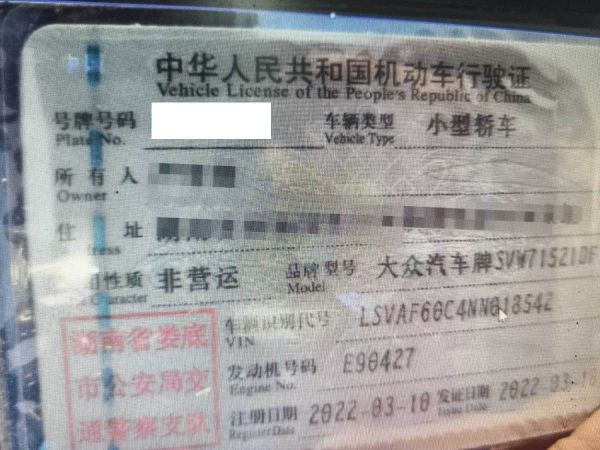 中华人民共和国机动车行驶证
Vehicle License of the People's Republic of China
号牌号码 车辆类型 小型轿车
Plate No. Vehicle Type
所有人
Owner
住 址
ress
用性质 非营运 品牌型号 大众汽车牌SVW71521DF
Character Model
湖南省娄底
市公安局交
通警察支队
车辆识别代号 LSVAF60C4NN018542
VIN
发动机号码 E90427
Engine No.
注册日期 2022-03-10 发证日期 2022-03-10
Register Date Issue Date